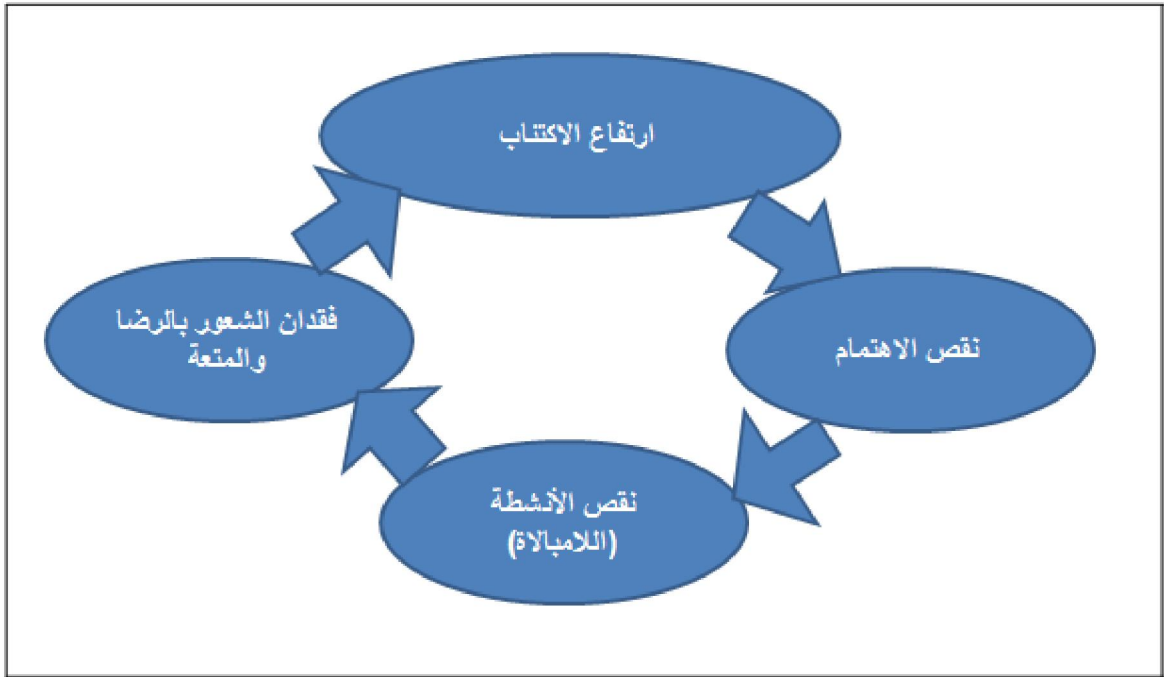 ارتفاع الاكتئاب
نقص الاهتمام
نقص الأنشطة
(اللامبالاة)
فقدان الشعور بالرضا
والمتعة